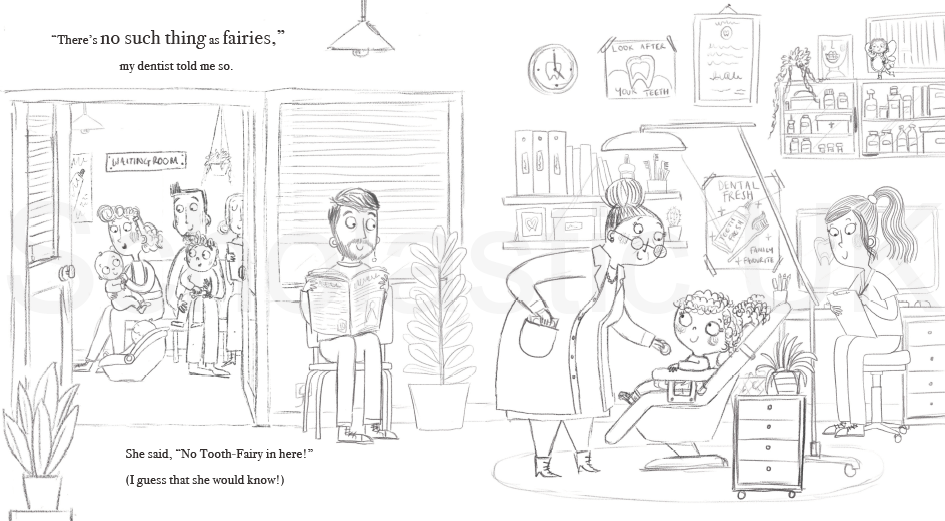 “There’s no such thing as fairies,”
my dentist told me so.
WAITING ROOM
She said, “No Tooth-Fairy in here!”
(I guess that she would know!)
LOOK AFTER
YOUR TEETH
DENTAL
FRESH
FAMILY
FAVOURITE